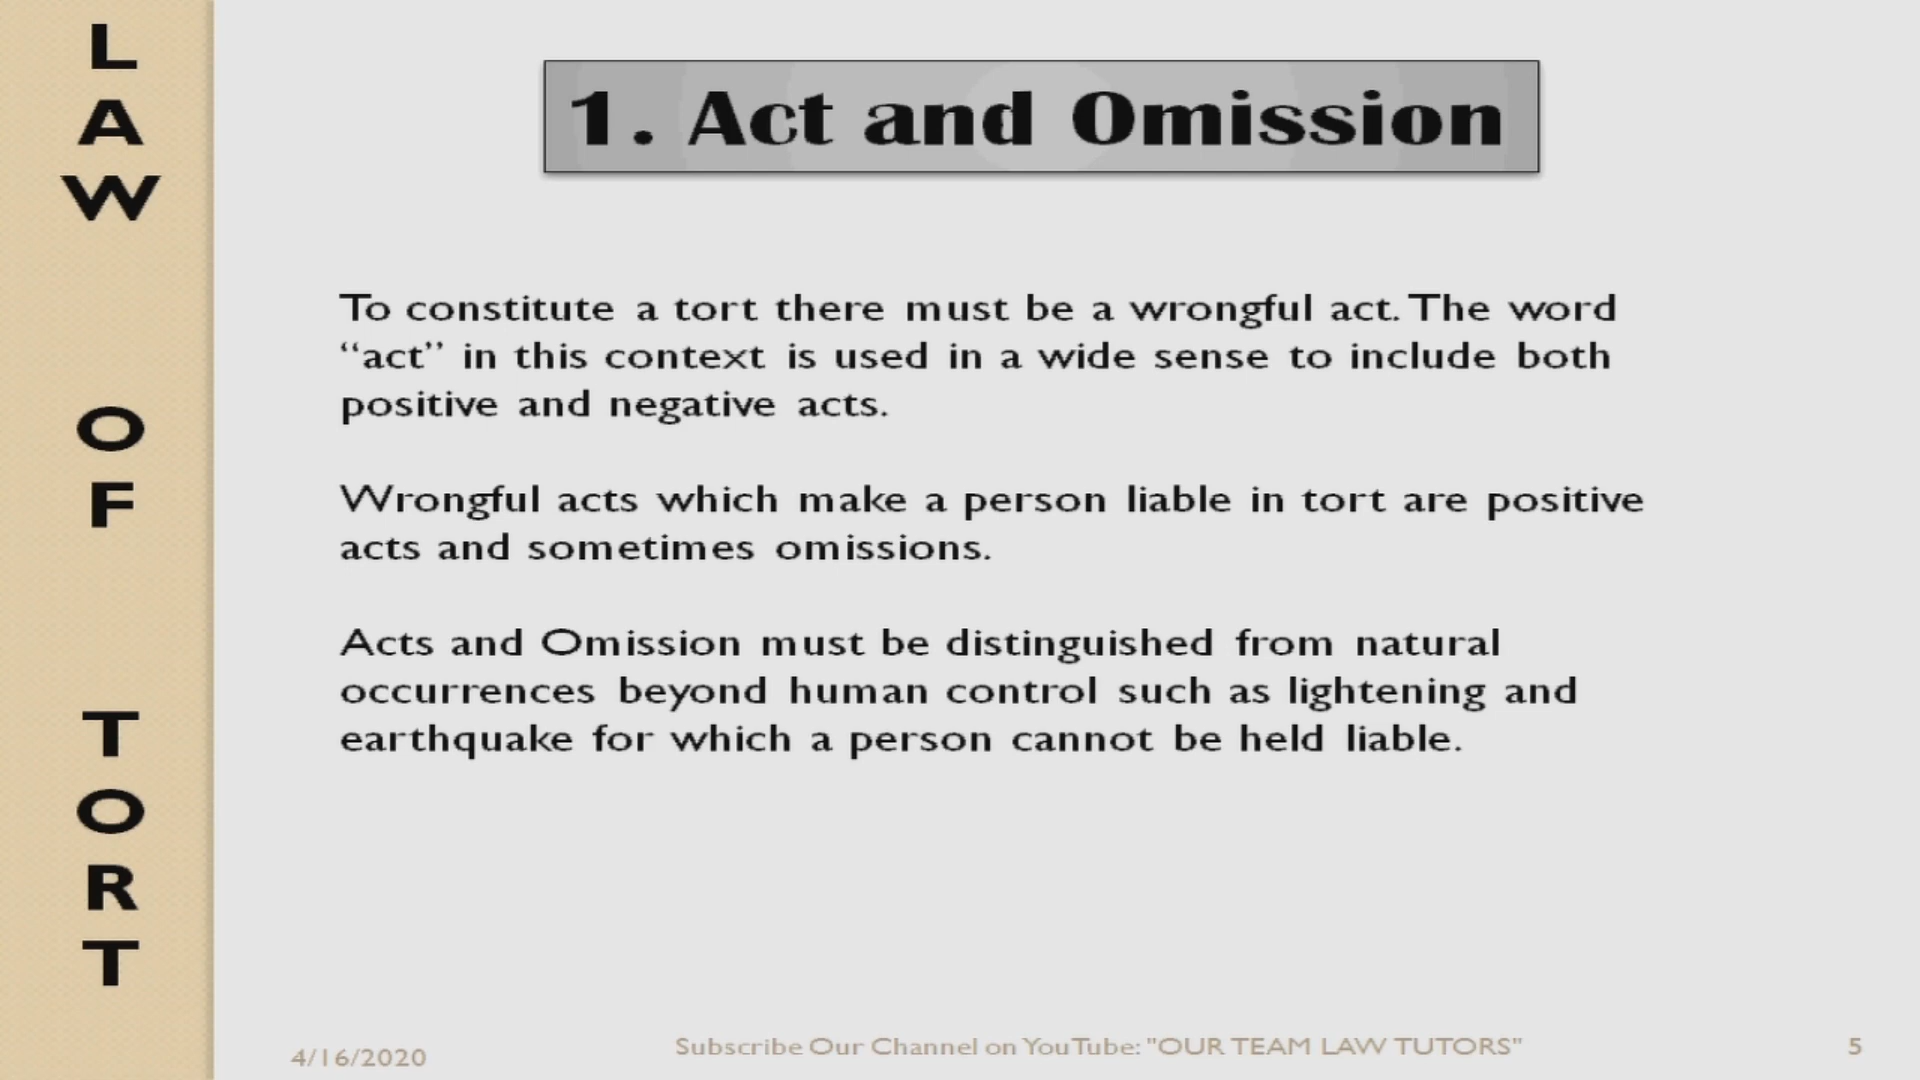 LAW OF TORT
1. Act and Omission
To constitute a tort there must be a wrongful act. The word
“act” in this context is used in a wide sense to include both
positive and negative acts.
Wrongful acts which make a person liable in tort are positive
acts and sometimes omissions.
Acts and Omission must be distinguished from natural
occurrences beyond human control such as lightening and
earthquake for which a person cannot be held liable.
4/16/2020
Subscribe Our Channel on YouTube: "OUR TEAM LAW TUTORS"
5